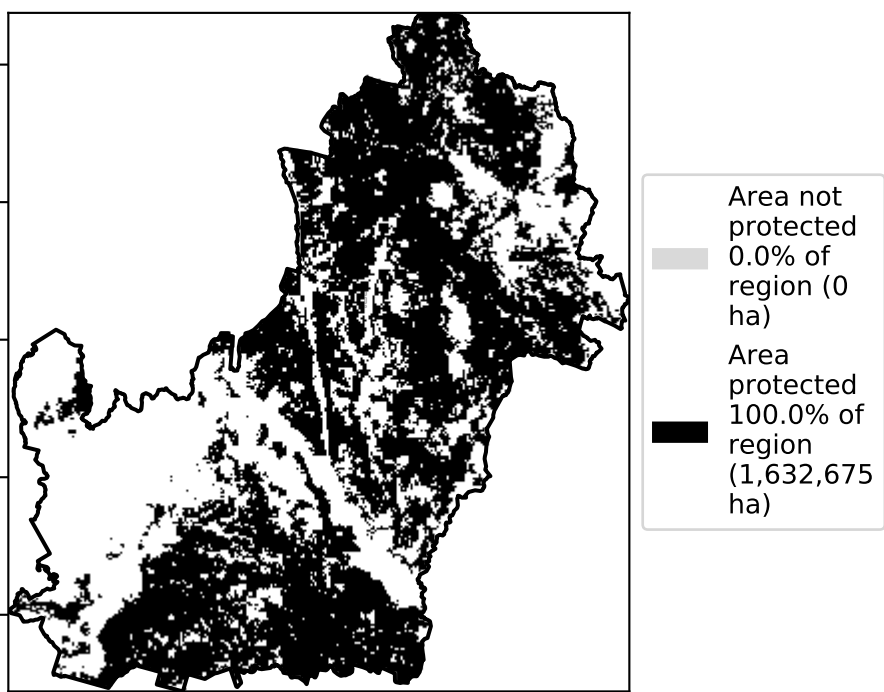 Area not
protected
0.0% of
region (0
ha)
Area
protected
100.0% of
region
(1,632,675
ha)